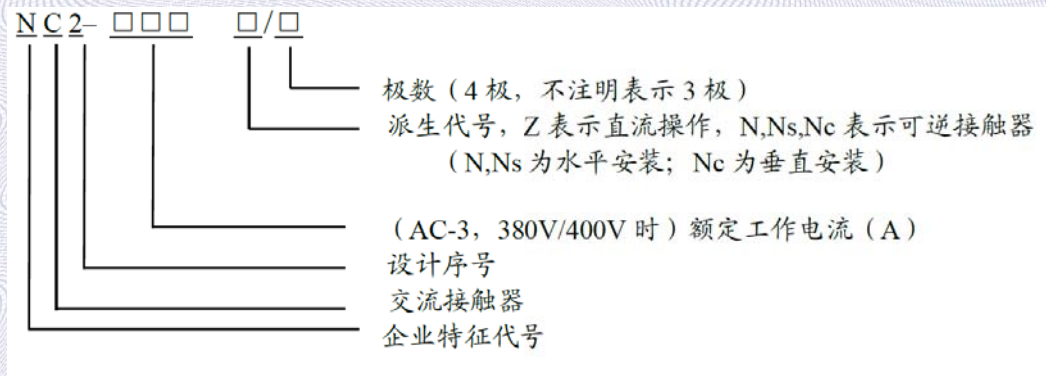 NC2- □□□ □/□
极数（4 极，不注明表示 3 极）
派生代号，Z 表示直流操作，N,Ns,Nc 表示可逆接触器
（N,Ns 为水平安装；Nc 为垂直安装）
（AC-3，380V/400V 时）额定工作电流（A）
设计序号
交流接触器
企业特征代号